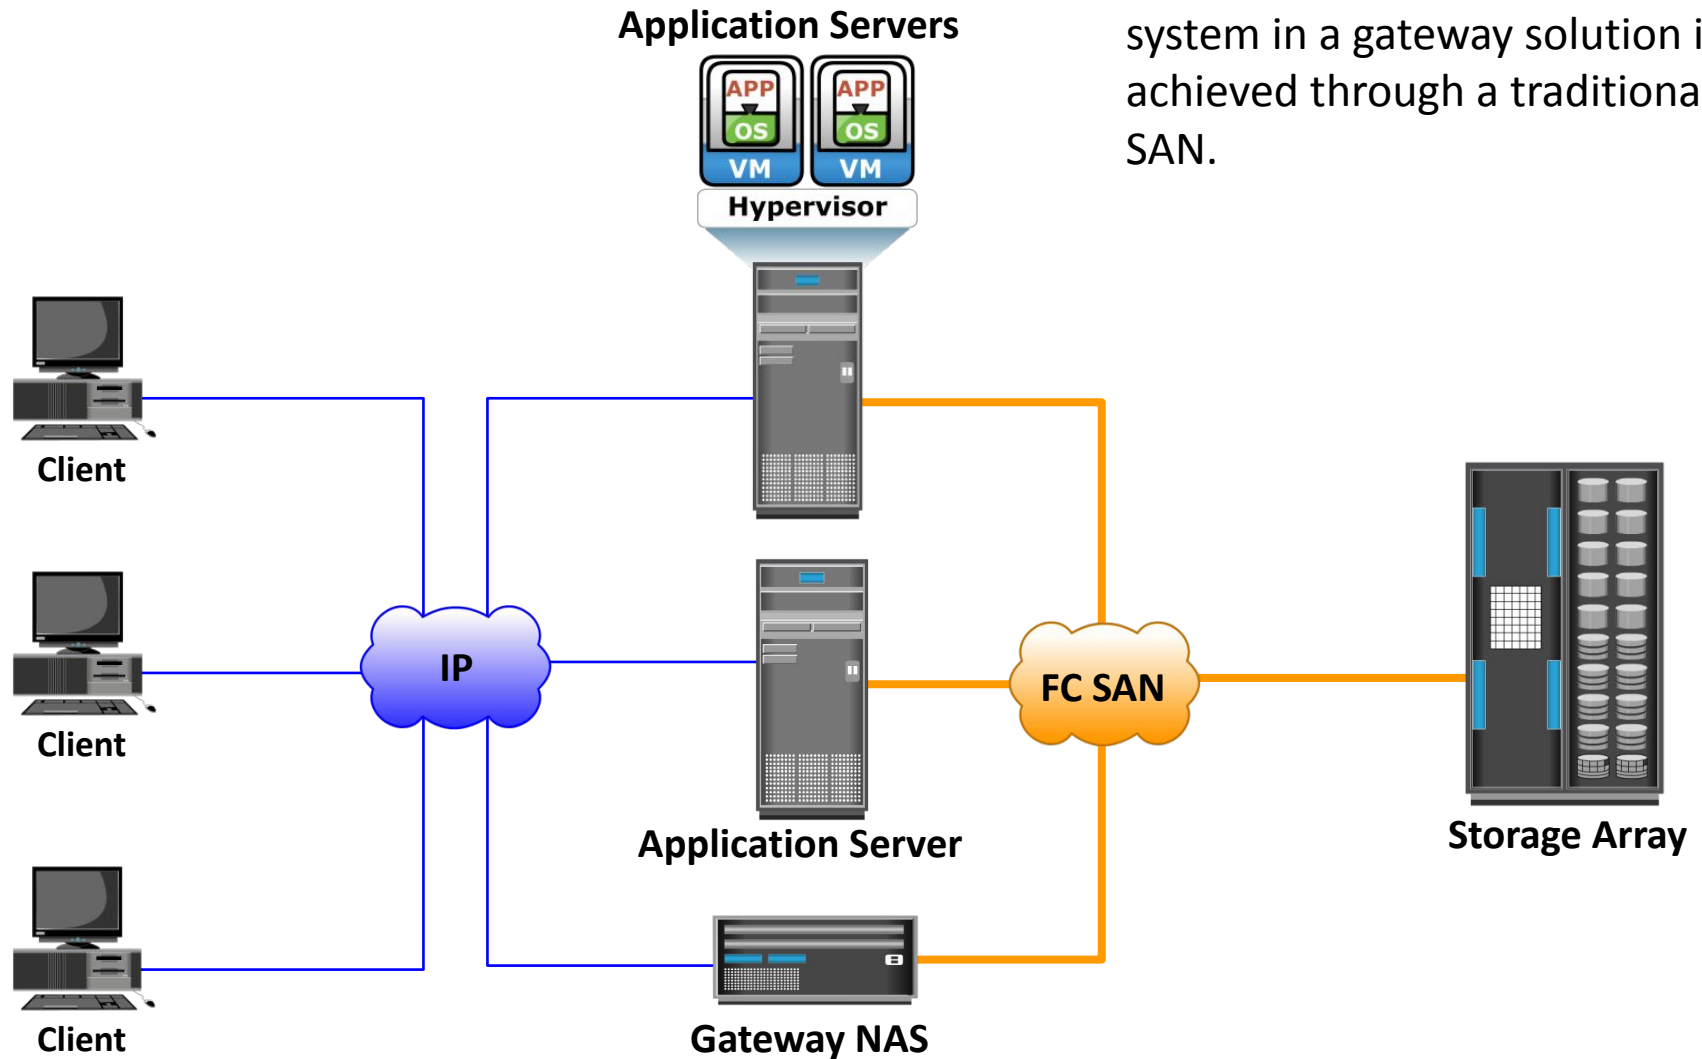 Application Servers
system in a gateway solution i
achieved through a traditiona
SAN.
APP
OS
VM
APP
OS
VM
Hypervisor
Client
IP
FC SAN
Client
Application Server
Storage Array
Client
Gateway NAS